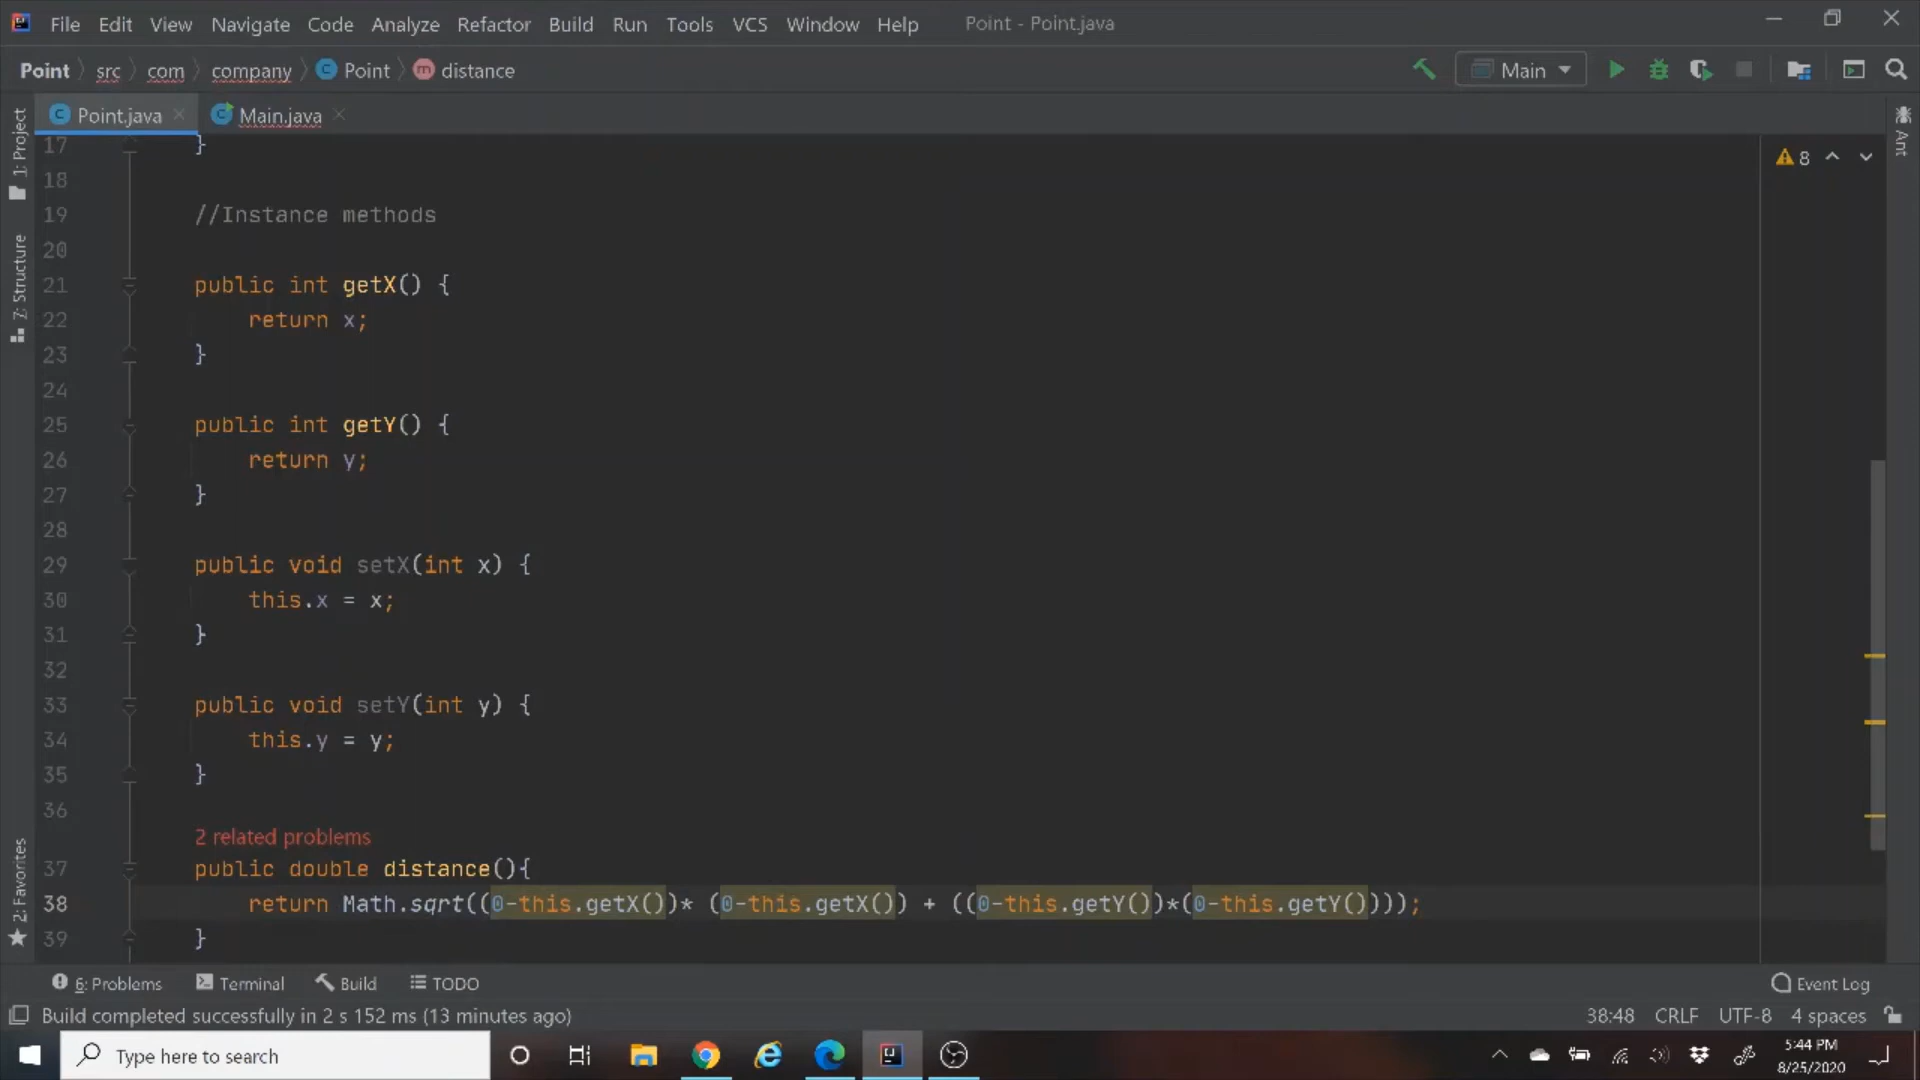 File Edit View Navigate Code Analyze Refactor Build Run Tools VCS Window Help Point - Point.java
Point src com company Point distance Main
Point.java Main.java
1: Project
7: Structure
2: Favorites
Ant
8
17 }
18
19 //Instance methods
20
21 public int getX() {
22 return x;
23 }
24
25 public int getY() {
26 return y;
27 }
28
29 public void setX(int x) {
30 this.x = x;
31 }
32
33 public void setY(int y) {
34 this.y = y;
35 }
36
2 related problems
37 public double distance(){
38 return Math.sqrt((0-this.getX())* (0-this.getX()) + ((0-this.getY())*(0-this.getY())));
39 }
6: Problems Terminal Build TODO Event Log
Build completed successfully in 2 s 152 ms (13 minutes ago) 38:48 CRLF UTF-8 4 spaces
Type here to search
5:44 PM
8/25/2020